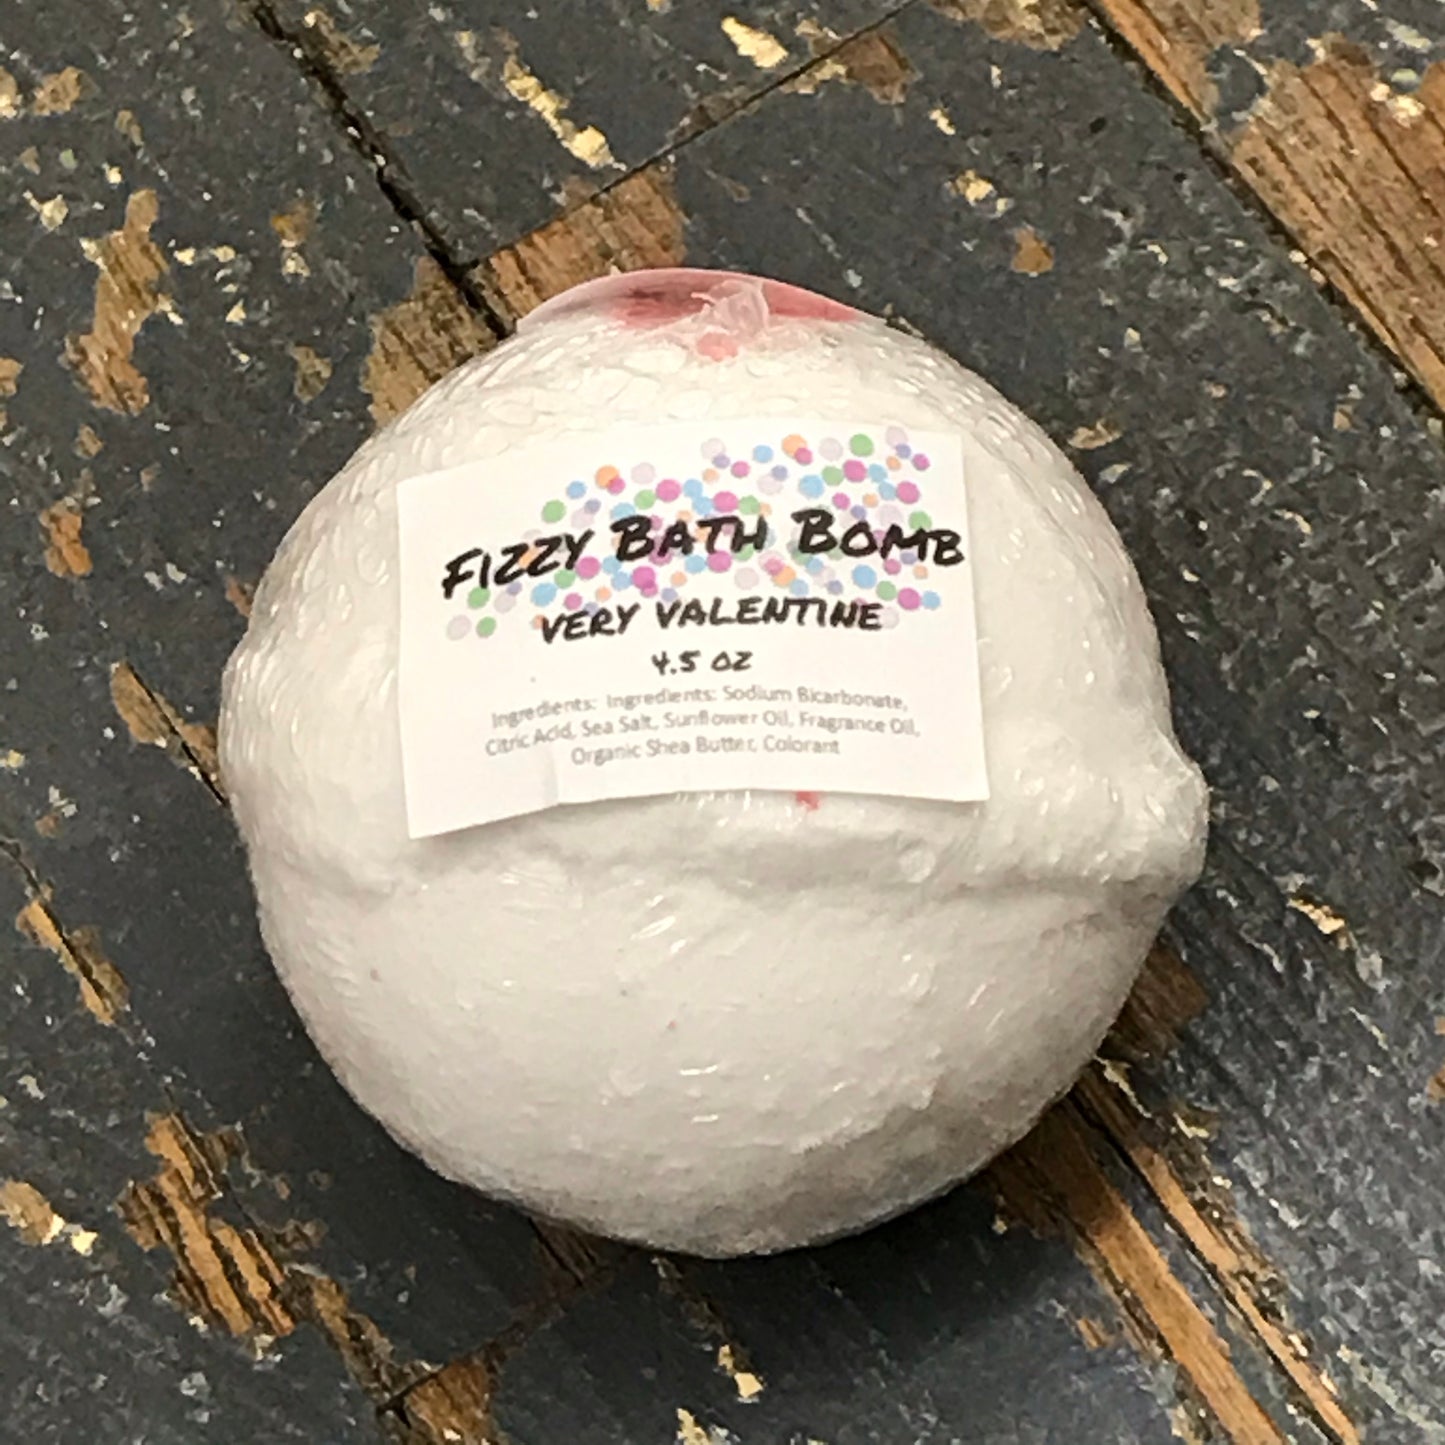 Fizzy Bath Bomb
VERY VALENTINE
4.5 OZ
Ingredients: Ingredients: Sodium Bicarbonate,
Citric Acid, Sea Salt, Sunflower Oil, Fragrance Oil,
Organic Shea Butter, Colorant